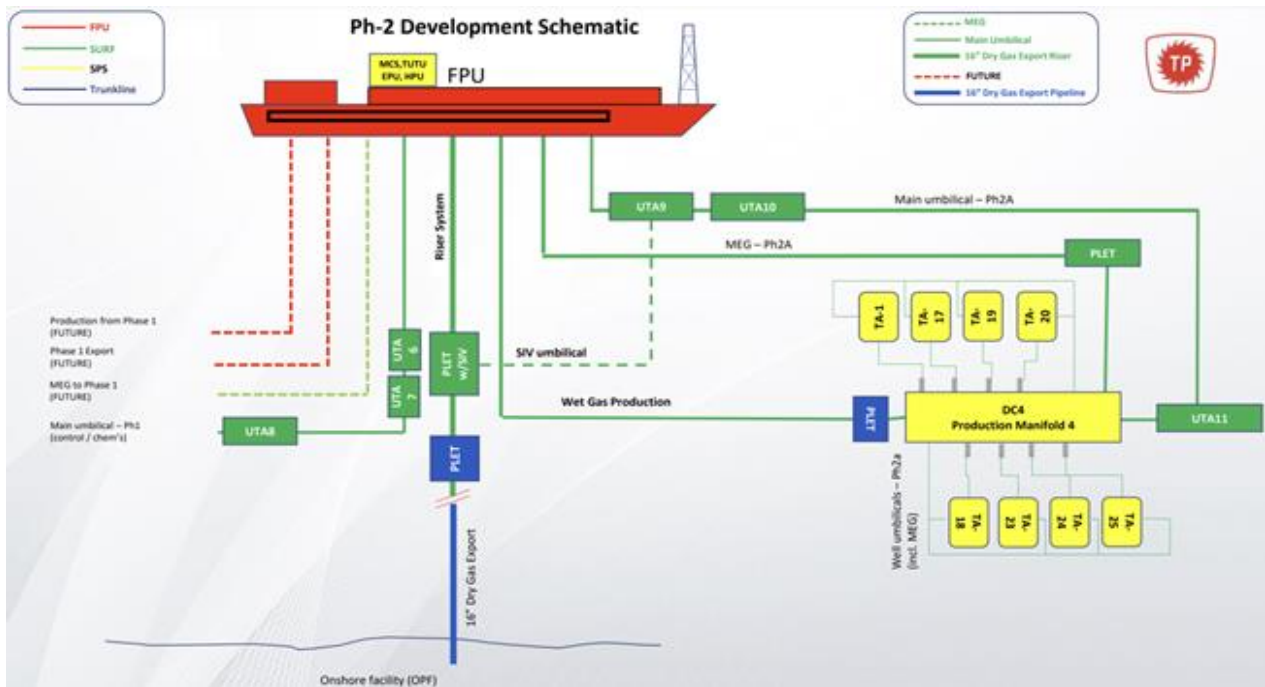 Ph-2 Development Schematic
FPU
SURF
SPS
Trunkline
MCS,TUTU
EPU, HPU
FPU
MEG
Main Umbilical
16" Dry Gas Export Riser
FUTURE
16" Dry Gas Export Pipeline
TP
Riser System
UTA9
UTA10
Main umbilical – Ph2A
MEG – Ph2A
PLET
TA-1
TA-
17
TA-
19
TA-
20
Production from Phase 1
(FUTURE)
Phase 1 Export
(FUTURE)
MEG to Phase 1
(FUTURE)
Main umbilical – Ph1
(control / chem's)
UTA8
UTA
6
UTA
7
PLET
w/SIV
SIV umbilical
Wet Gas Production
PLET
DC4
Production Manifold 4
UTA11
PLET
Well umbilicals – Ph2a
(incl. MEG)
TA-
18
TA-
23
TA-
24
TA-
25
16" Dry Gas Export
Onshore facility (OPF)